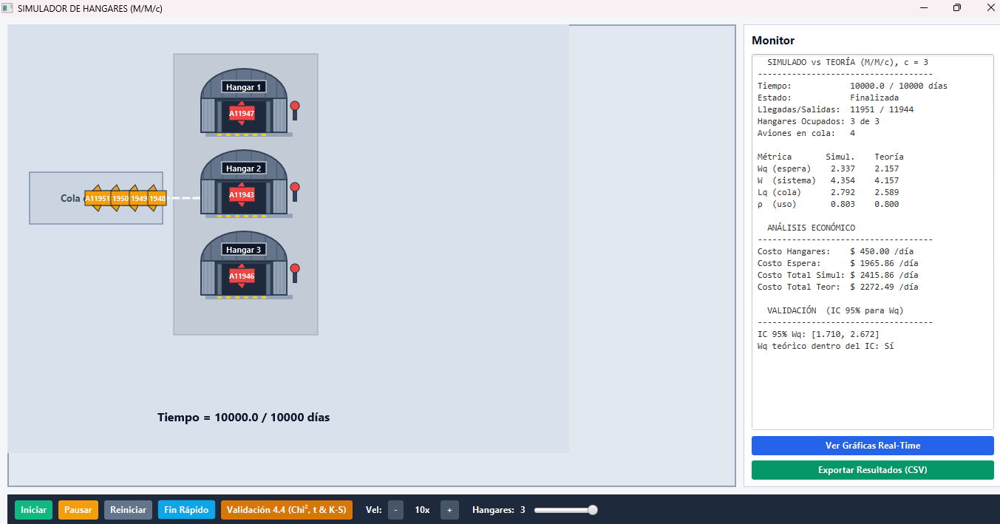 SIMULADOR DE HANGARES (M/M/c)
Hangar 1
A11947
Hangar 2
A11943
Hangar 3
A11946
Cola
A11951 1950 1949 1948
Tiempo = 10000.0 / 10000 días
Monitor
SIMULADO vs TEORÍA (M/M/c), c = 3
------------------------------------
Tiempo: 10000.0 / 10000 días
Estado: Finalizada
Llegadas/Salidas: 11951 / 11944
Hangares Ocupados: 3 de 3
Aviones en cola: 4
Métrica Simul. Teoría
Wq (espera) 2.337 2.157
W (sistema) 4.354 4.157
Lq (cola) 2.792 2.589
ρ (uso) 0.803 0.800
ANÁLISIS ECONÓMICO
------------------------------------
Costo Hangares: $ 450.00 /día
Costo Espera: $ 1965.86 /día
Costo Total Simul: $ 2415.86 /día
Costo Total Teor: $ 2272.49 /día
VALIDACIÓN (IC 95% para Wq)
------------------------------------
IC 95% Wq: [1.710, 2.672]
Wq teórico dentro del IC: Sí
Ver Gráficas Real-Time
Exportar Resultados (CSV)
Iniciar Pausar Reiniciar Fin Rápido Validación 4.4 (Chi², t & K-S) Vel: - 10x + Hangares: 3